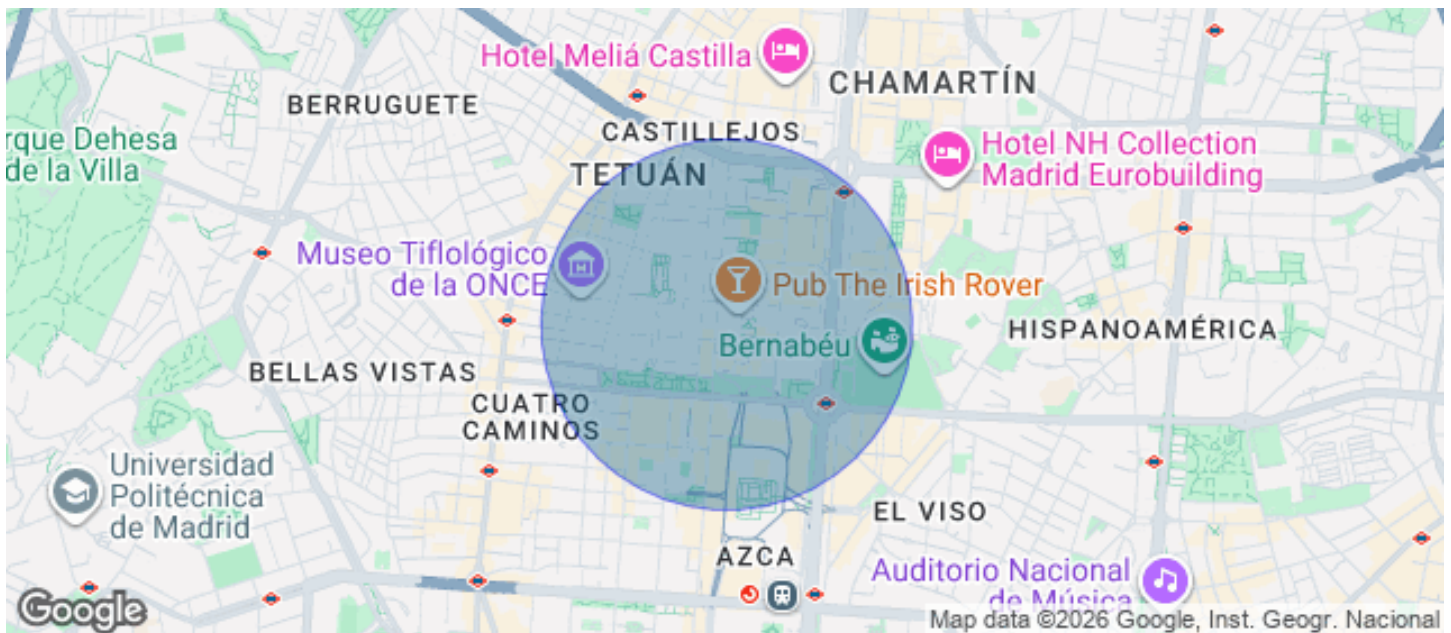 Hotel Meliá Castilla
CHAMARTÍN
BERRUGUETE
CASTILLEJOS
rque Dehesa
de la Villa
TETUÁN
Hotel NH Collection
Madrid Eurobuilding
Museo Tiflológico
de la ONCE
Pub The Irish Rover
HISPANOAMÉRICA
Bernabéu
BELLAS VISTAS
CUATRO
CAMINOS
Universidad
Politécnica
de Madrid
EL VISO
AZCA
Auditorio Nacional
de Música
Google
Map data ©2026 Google, Inst. Geogr. Nacional